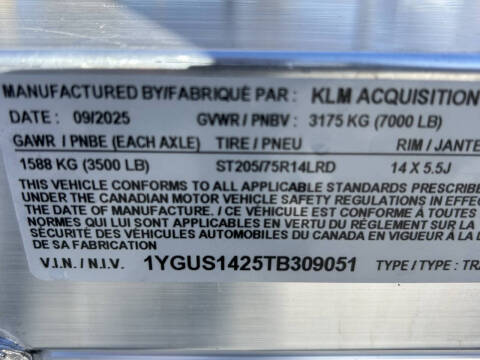 MANUFACTURED BY/FABRIQUÉ PAR : KLM ACQUISITION
DATE : 09/2025 GVWR / PNBV : 3175 KG (7000 LB)
GAWR / PNBE (EACH AXLE) TIRE / PNEU RIM / JANTE
1588 KG (3500 LB) ST205/75R14LRD 14 X 5.5J
THIS VEHICLE CONFORMS TO ALL APPLICABLE STANDARDS PRESCRIBE
UNDER THE CANADIAN MOTOR VEHICLE SAFETY REGULATIONS IN EFFEC
THE DATE OF MANUFACTURE. / CE VÉHICULE EST CONFORME À TOUTES
NORMES QUI LUI SONT APPLICABLES EN VERTU DU RÈGLEMENT SUR LA
SÉCURITÉ DES VÉHICULES AUTOMOBILES DU CANADA EN VIGUEUR À LA D
DE SA FABRICATION
V.I.N. / N.I.V. 1YGUS1425TB309051 TYPE / TYPE : TRA